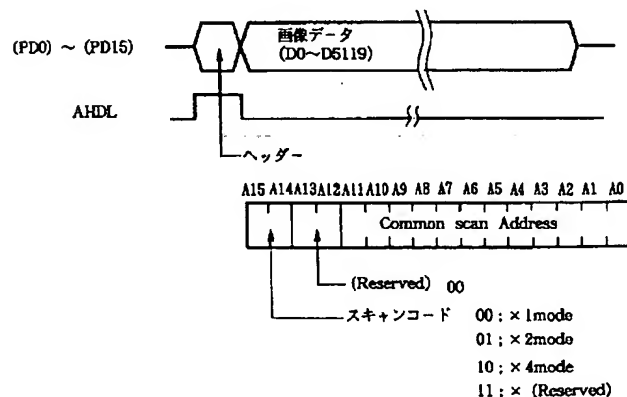 (PD0) ~ (PD15)
画像データ
(D0~D5119)
AHDL
ヘッダー
A15 A14 A13 A12 A11 A10 A9 A8 A7 A6 A5 A4 A3 A2 A1 A0
Common scan Address
(Reserved) 00
スキャンコード 00 ; × 1mode
01 ; × 2mode
10 ; × 4mode
11 ; × (Reserved)